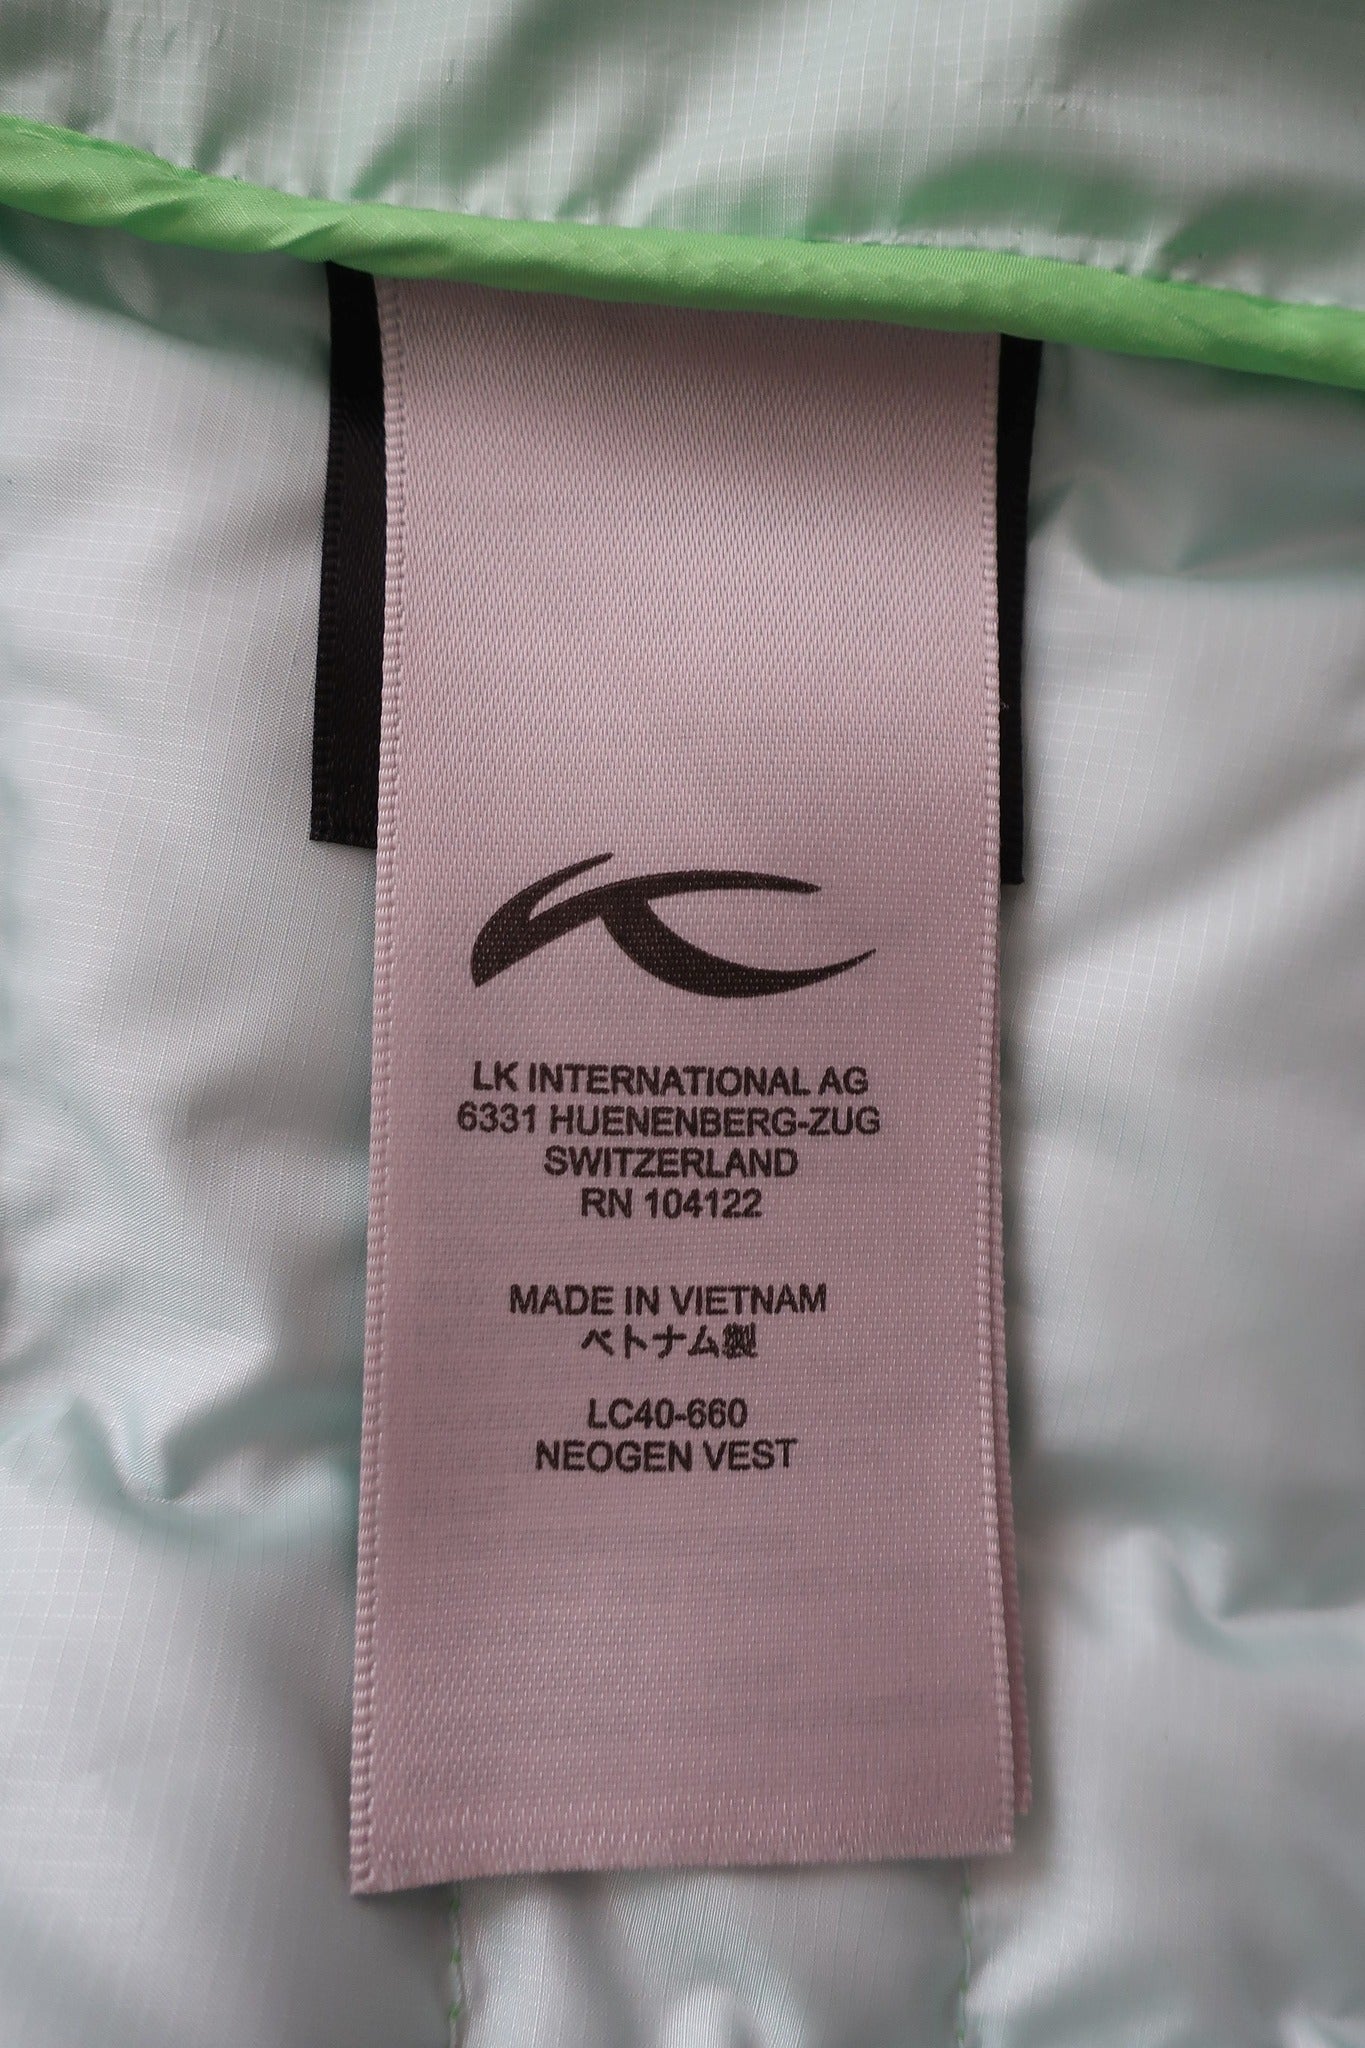 LK INTERNATIONAL AG
6331 HUENENBERG-ZUG
SWITZERLAND
RN 104122
MADE IN VIETNAM
ベトナム製
LC40-660
NEOGEN VEST